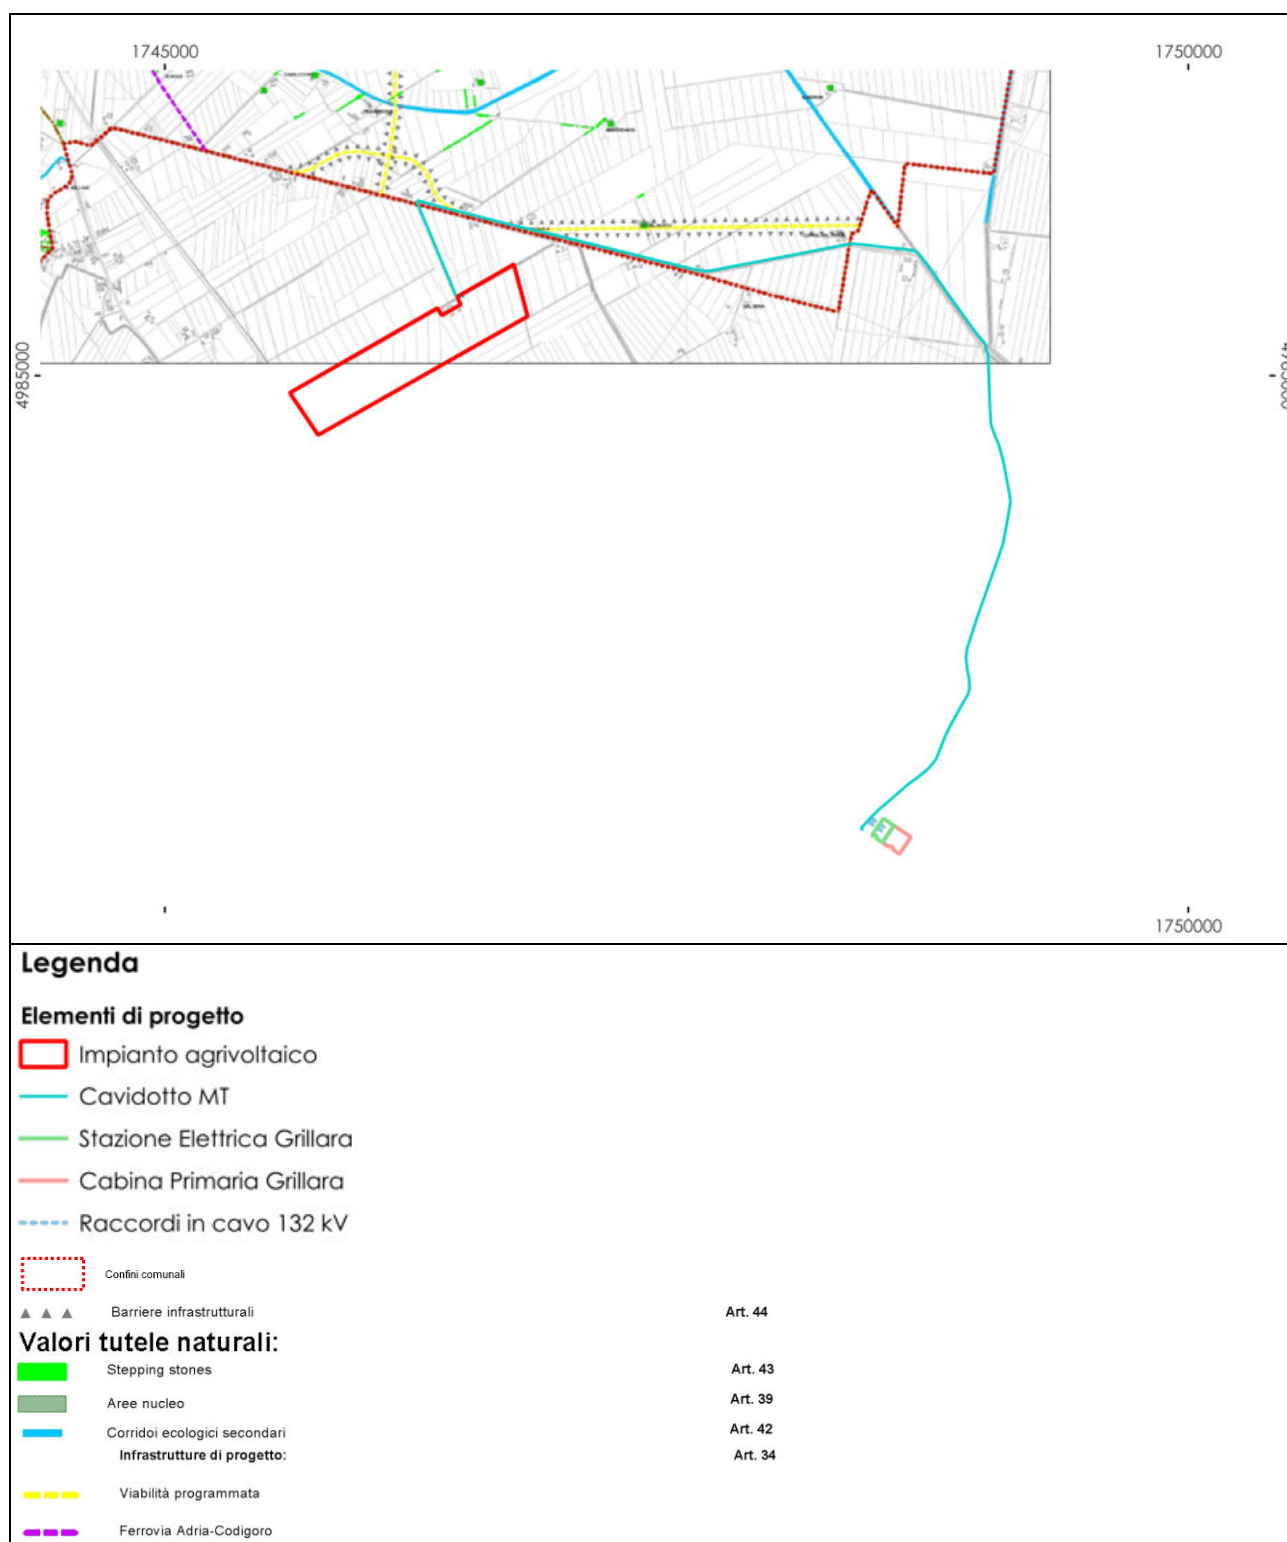 1745000
1750000
4985000
4985000
1750000
Legenda
Elementi di progetto
Impianto agrivoltaico
Cavidotto MT
Stazione Elettrica Grillara
Cabina Primaria Grillara
Raccordi in cavo 132 kV
Confini comunali
Barriere infrastrutturali Art. 44
Valori tutele naturali:
Stepping stones Art. 43
Aree nucleo Art. 39
Corridoi ecologici secondari Art. 42
Infrastrutture di progetto: Art. 34
Viabilità programmata
Ferrovia Adria-Codigoro